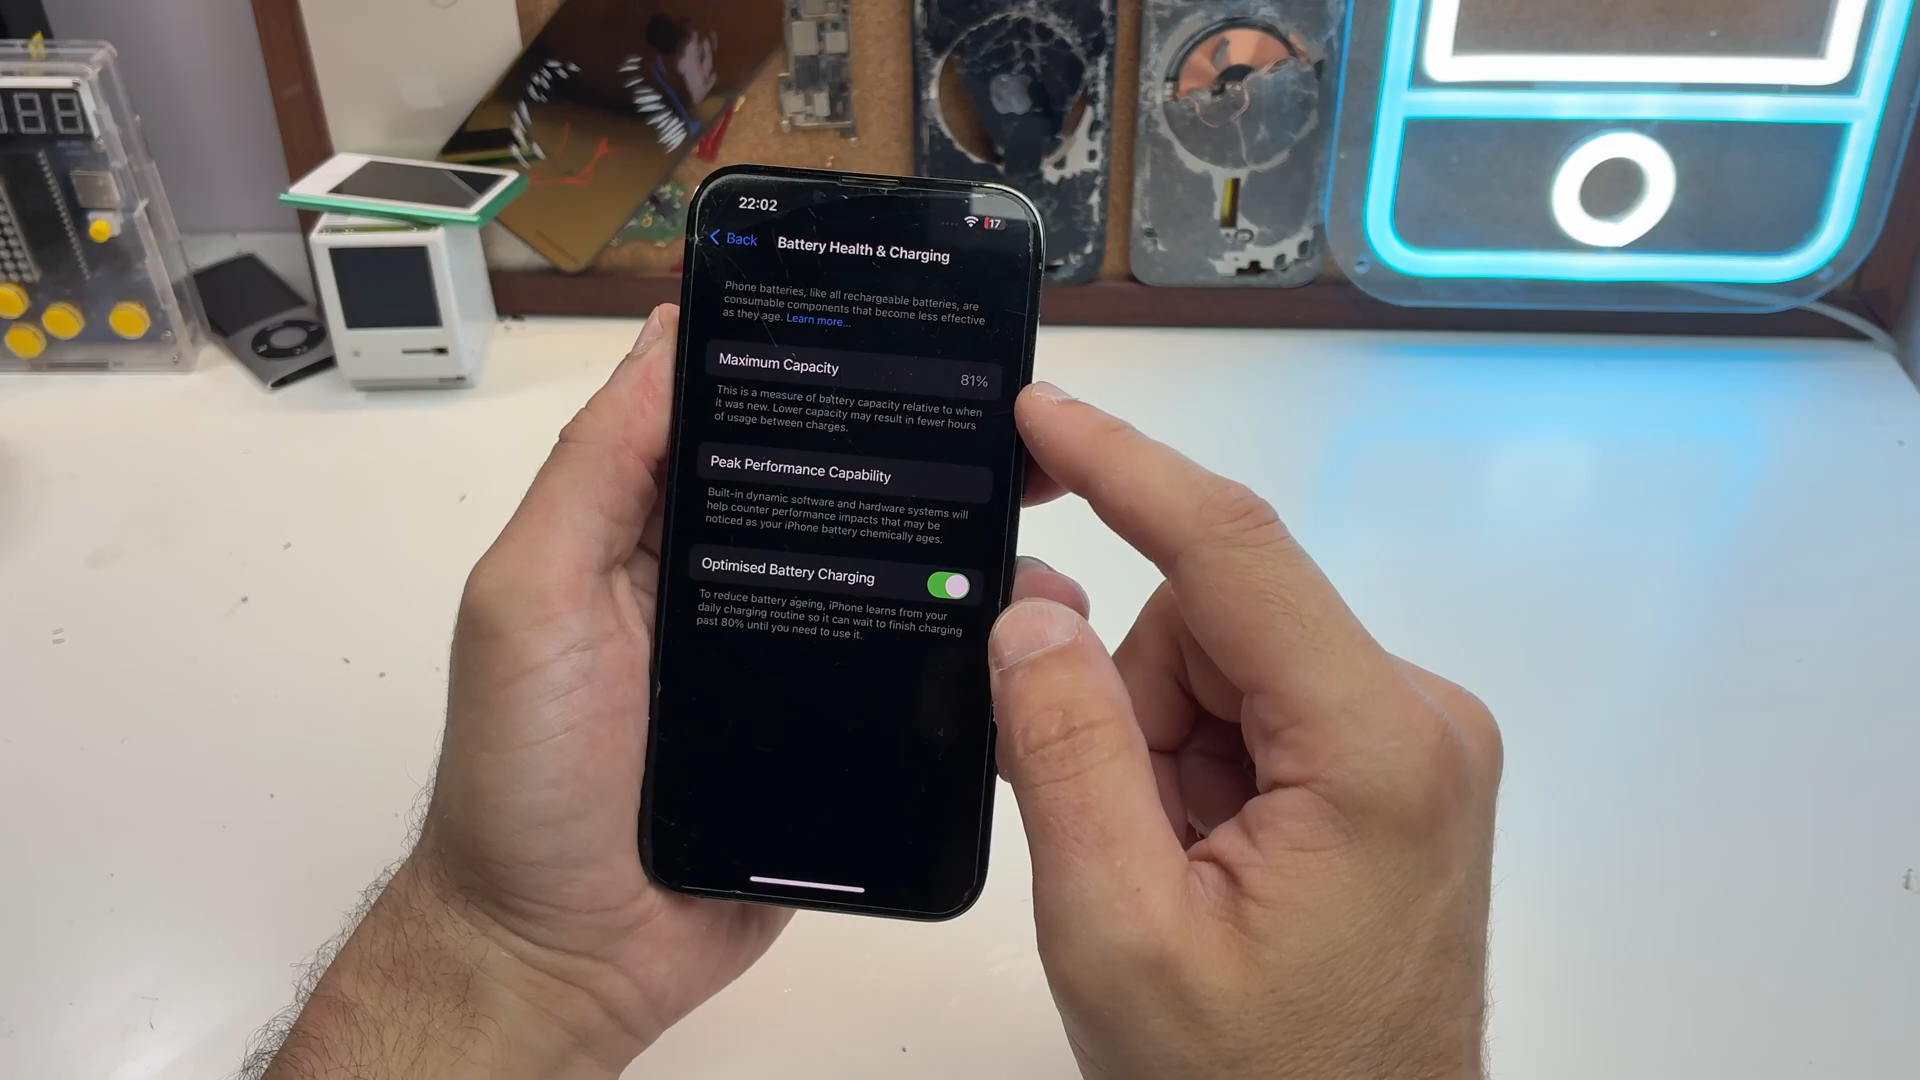 22:02
17
Back
Battery Health & Charging
Phone batteries, like all rechargeable batteries, are
consumable components that become less effective
as they age. Learn more...
Maximum Capacity
81%
This is a measure of battery capacity relative to when
it was new. Lower capacity may result in fewer hours
of usage between charges.
Peak Performance Capability
Built-in dynamic software and hardware systems will
help counter performance impacts that may be
noticed as your iPhone battery chemically ages.
Optimised Battery Charging
To reduce battery ageing, iPhone learns from your
daily charging routine so it can wait to finish charging
past 80% until you need to use it.